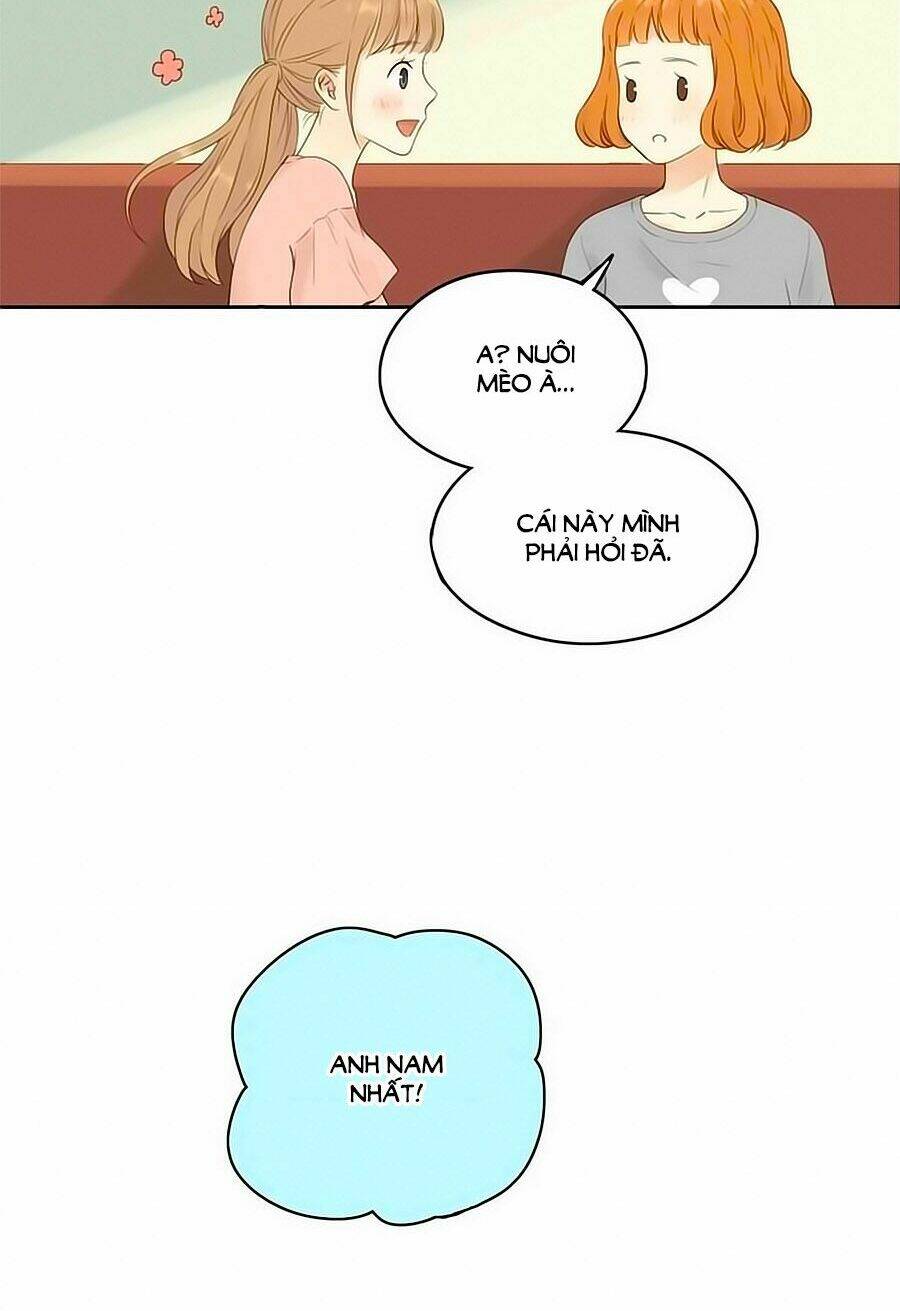 A? NUÔI
MÈO À...
CÁI NÀY MÌNH
PHẢI HỎI ĐÃ.
ANH NAM
NHẤT!